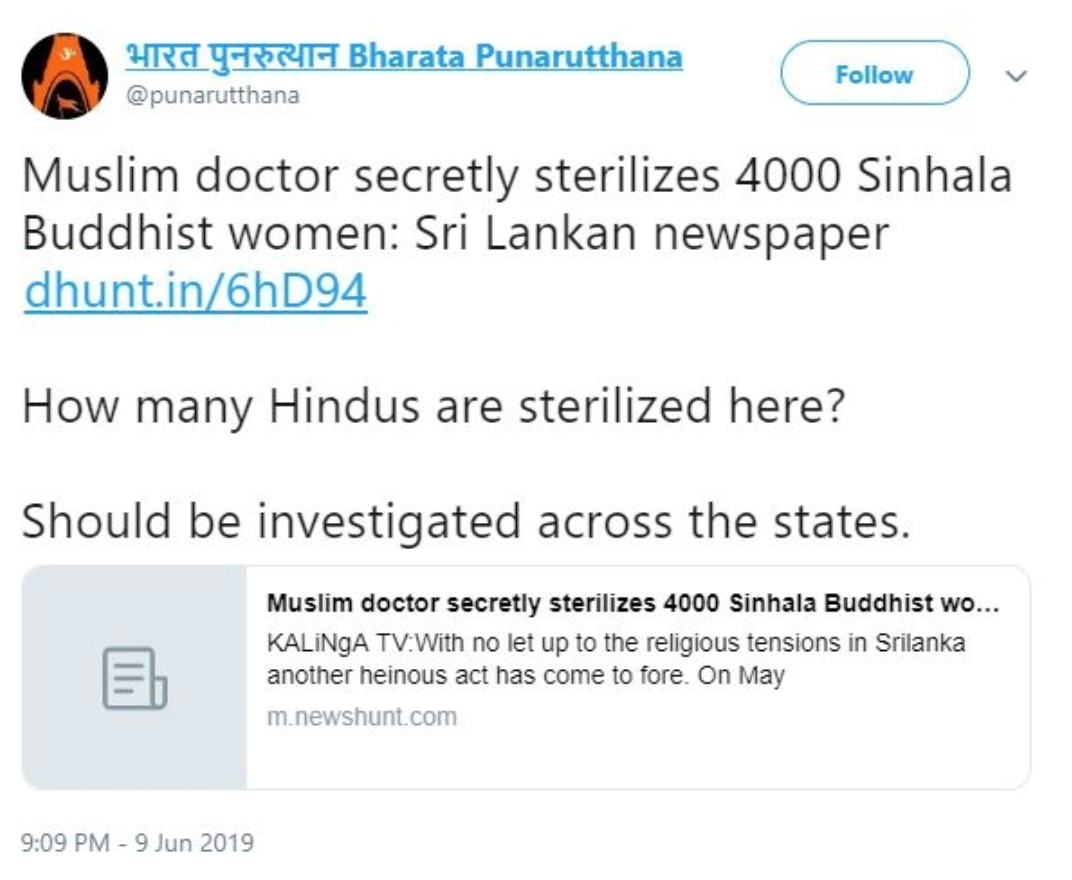 भारत पुनरुत्थान Bharata Punarutthana
@punarutthana
Follow
Muslim doctor secretly sterilizes 4000 Sinhala
Buddhist women: Sri Lankan newspaper
dhunt.in/6hD94
How many Hindus are sterilized here?
Should be investigated across the states.
Muslim doctor secretly sterilizes 4000 Sinhala Buddhist wo...
KALiNgA TV:With no let up to the religious tensions in Srilanka
another heinous act has come to fore. On May
m.newshunt.com
9:09 PM - 9 Jun 2019